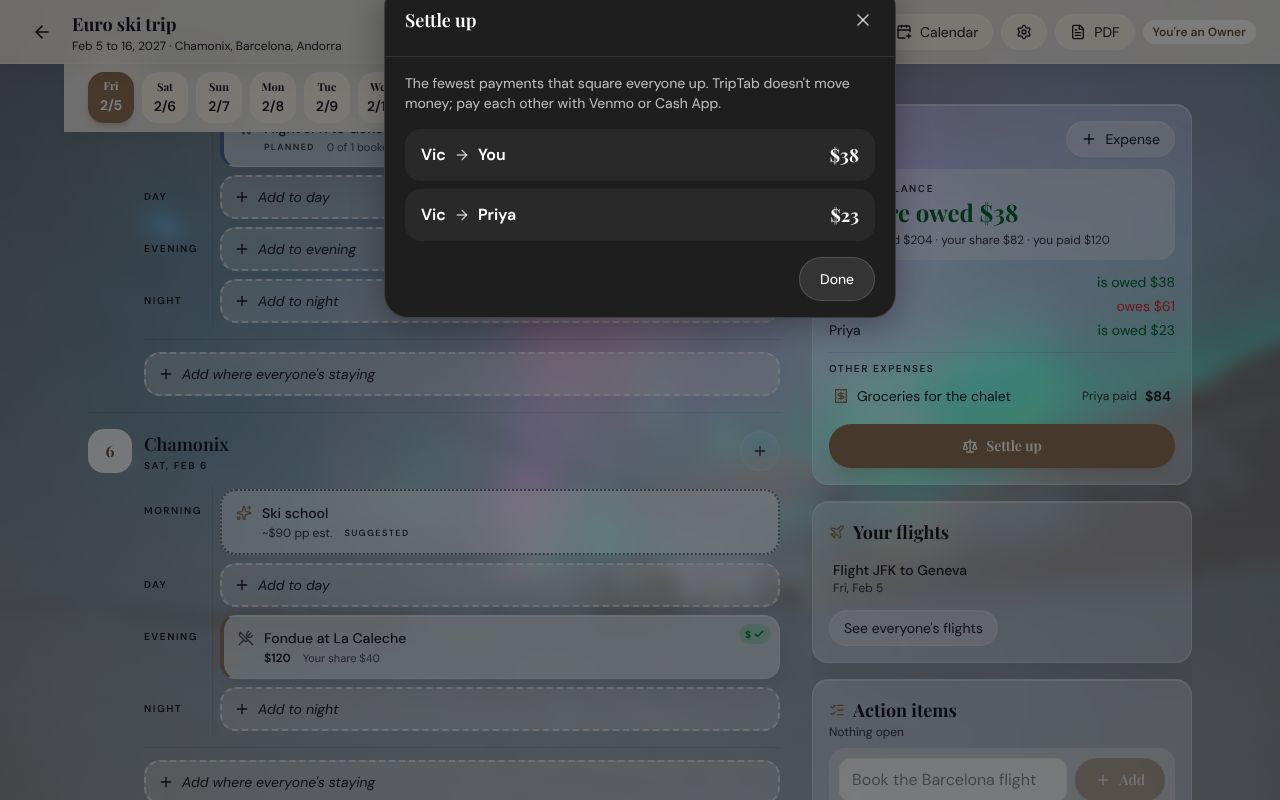 Euro ski trip
Feb 5 to 16, 2027 · Chamonix, Barcelona, Andorra
Calendar
PDF
You're an Owner
Fri
2/5
Sat
2/6
Sun
2/7
Mon
2/8
Tue
2/9
Settle up
The fewest payments that square everyone up. TripTab doesn't move
money; pay each other with Venmo or Cash App.
Vic → You $38
Vic → Priya $23
Done
PLANNED 0 of 1
DAY
+ Add to day
EVENING
+ Add to evening
NIGHT
+ Add to night
+ Add where everyone's staying
6
Chamonix
SAT, FEB 6
+
MORNING
Ski school
~$90 pp est. SUGGESTED
DAY
+ Add to day
EVENING
Fondue at La Caleche
$120 Your share $40
$ ✓
NIGHT
+ Add to night
+ Add where everyone's staying
+ Expense
owed $38
$204 · your share $82 · you paid $120
is owed $38
owes $61
Priya is owed $23
OTHER EXPENSES
Groceries for the chalet Priya paid $84
Settle up
Your flights
Flight JFK to Geneva
Fri, Feb 5
See everyone's flights
Action items
Nothing open
Book the Barcelona flight
+ Add